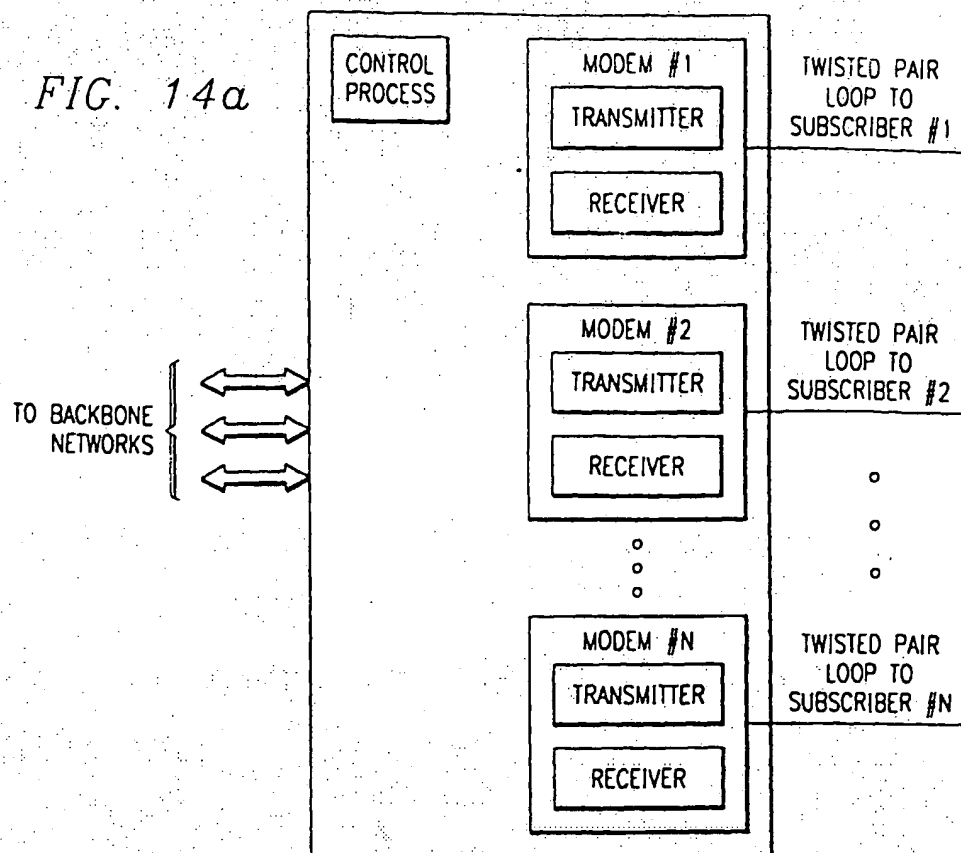 FIG. 14a
CONTROL
PROCESS
MODEM #1
TRANSMITTER
RECEIVER
TWISTED PAIR
LOOP TO
SUBSCRIBER #1
MODEM #2
TRANSMITTER
RECEIVER
TWISTED PAIR
LOOP TO
SUBSCRIBER #2
TO BACKBONE
NETWORKS
MODEM #N
TRANSMITTER
RECEIVER
TWISTED PAIR
LOOP TO
SUBSCRIBER #N